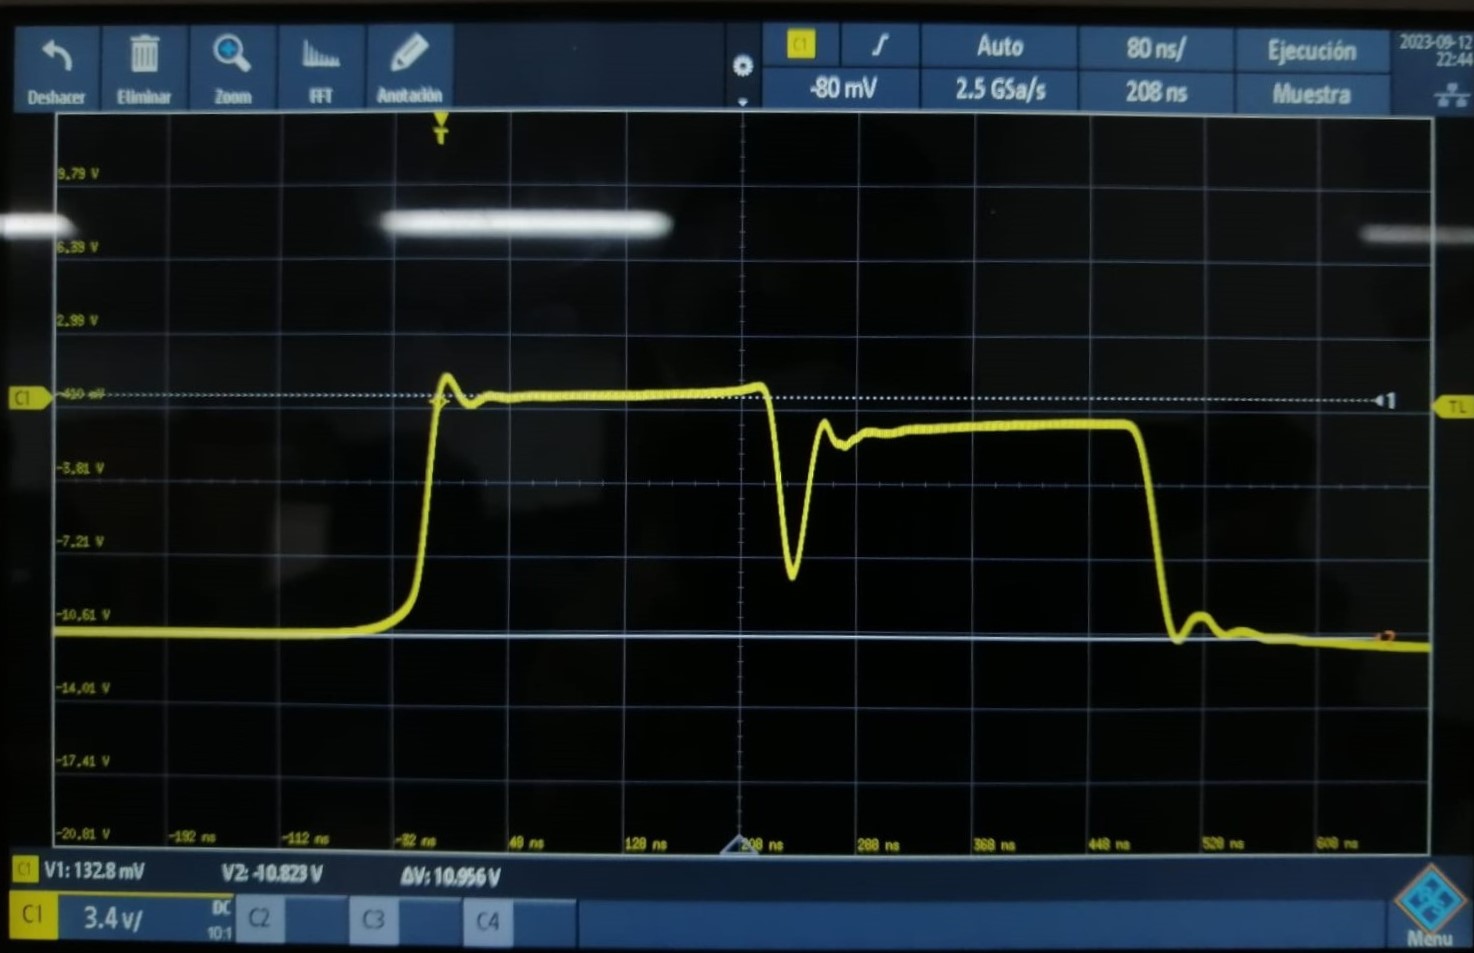 C1 Auto 80 ns/ Ejecución 2023-09-12
22:44
-80 mV 2.5 GSa/s 208 ns Muestra
Deshacer Eliminar Zoom FFT Anotación
T
9,79 V
6,39 V
2,99 V
C1 -410 mV 1
TL
-3,81 V
-7,21 V
-10,61 V
2
-14,01 V
-17,41 V
-20,81 V -192 ns -112 ns -32 ns 48 ns 128 ns 208 ns 288 ns 368 ns 448 ns 528 ns 608 ns
C1 V1: 132.8 mV V2: -10.823 V ΔV: 10.956 V
C1 3.4 v/ DC 10:1 C2 C3 C4
Menu